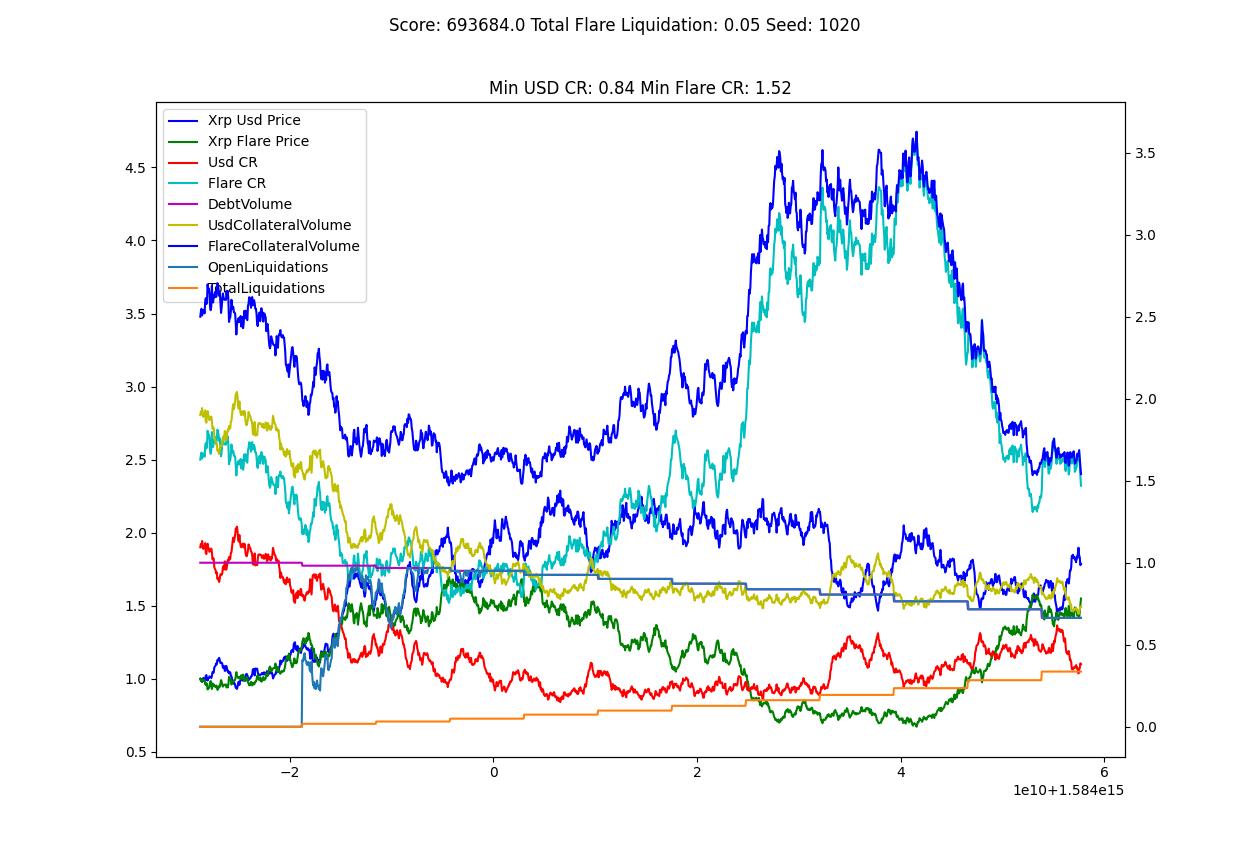 Score: 693684.0 Total Flare Liquidation: 0.05 Seed: 1020
Min USD CR: 0.84 Min Flare CR: 1.52
Xrp Usd Price
Xrp Flare Price
Usd CR
Flare CR
DebtVolume
UsdCollateralVolume
FlareCollateralVolume
OpenLiquidations
TotalLiquidations
4.5
4.0
3.5
3.0
2.5
2.0
1.5
1.0
0.5
3.5
3.0
2.5
2.0
1.5
1.0
0.5
0.0
−2
0
2
4
6
1e10+1.584e15